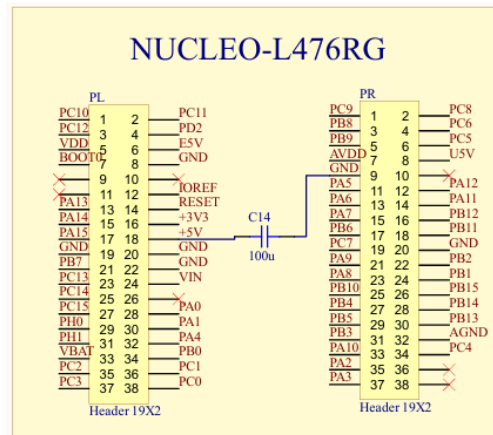 NUCLEO-L476RG
PL
PC10 1 2 PC11
PC12 3 4 PD2
VDD 5 6 E5V
BOOT0 7 8 GND
9 10
11 12 IOREF
PA13 13 14 RESET
PA14 15 16 +3V3
PA15 17 18 +5V
GND 19 20 GND
PB7 21 22 GND
PC13 23 24 VIN
PC14 25 26
PC15 27 28 PA0
PH0 29 30 PA1
PH1 31 32 PA4
VBAT 33 34 PB0
PC2 35 36 PC1
PC3 37 38 PC0
Header 19X2
C14
100u
PR
PC9 1 2 PC8
PB8 3 4 PC6
PB9 5 6 PC5
AVDD 7 8 U5V
GND 9 10
PA5 11 12 PA12
PA6 13 14 PA11
PA7 15 16 PB12
PB6 17 18 PB11
PC7 19 20 GND
PA9 21 22 PB2
PA8 23 24 PB1
PB10 25 26 PB15
PB4 27 28 PB14
PB5 29 30 PB13
PB3 31 32 AGND
PA10 33 34 PC4
PA2 35 36
PA3 37 38
Header 19X2